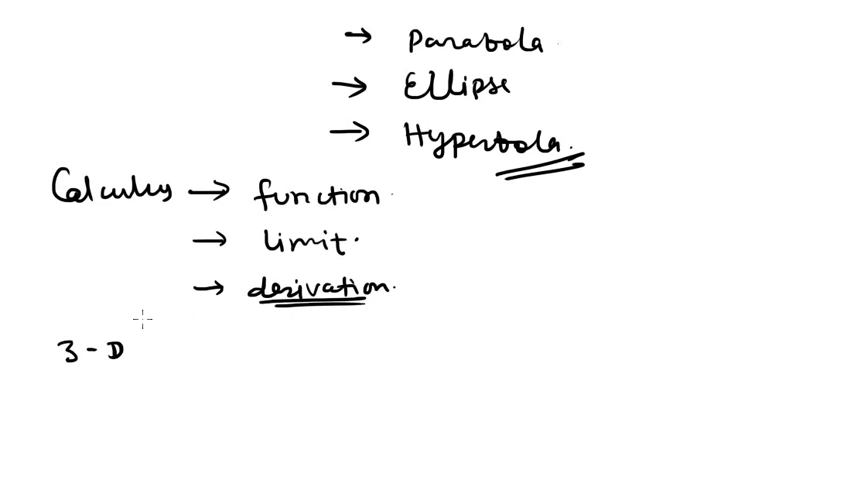 → Parabola
→ Ellipse
→ Hyperbola.
Calculus → function.
→ limit.
→ derivation.
3-D